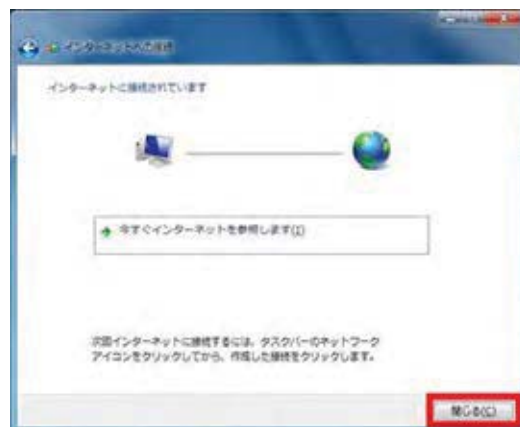 インターネットへの接続
インターネットに接続されています
今すぐインターネットを参照します(I)
次回インターネットに接続するには、タスクバーのネットワーク
アイコンをクリックしてから、作成した接続をクリックします。
閉じる(C)